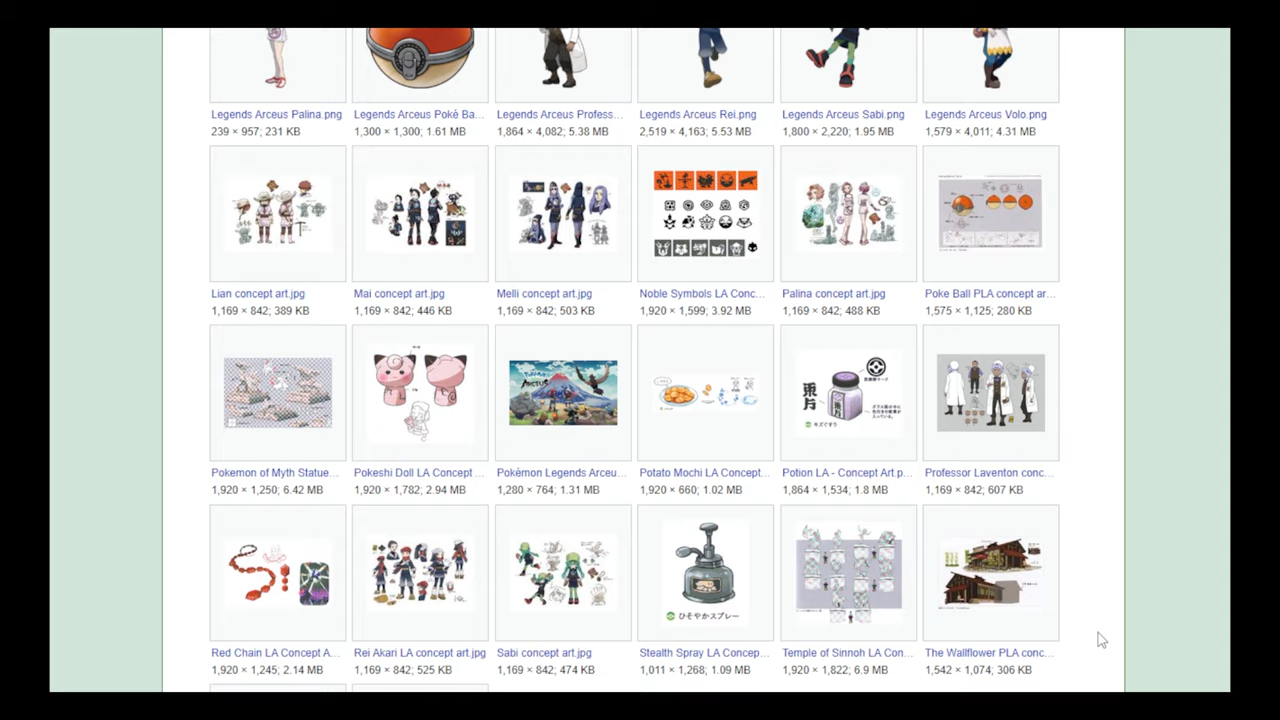 Legends Arceus Palina.png
239 × 957; 231 KB
Legends Arceus Poké Ba...
1,300 × 1,300; 1.61 MB
Legends Arceus Profess...
1,864 × 4,082; 5.38 MB
Legends Arceus Rei.png
2,519 × 4,163; 5.53 MB
Legends Arceus Sabi.png
1,800 × 2,220; 1.95 MB
Legends Arceus Volo.png
1,579 × 4,011; 4.31 MB
Lian concept art.jpg
1,169 × 842; 389 KB
Mai concept art.jpg
1,169 × 842; 446 KB
Melli concept art.jpg
1,169 × 842; 503 KB
Noble Symbols LA Conc...
1,920 × 1,599; 3.92 MB
Palina concept art.jpg
1,169 × 842; 488 KB
Poke Ball PLA concept ar...
1,575 × 1,125; 280 KB
ARCEUS
キズぐすり
Pokemon of Myth Statue...
1,920 × 1,250; 6.42 MB
Pokeshi Doll LA Concept ...
1,920 × 1,782; 2.94 MB
Pokémon Legends Arceu...
1,280 × 764; 1.31 MB
Potato Mochi LA Concept...
1,920 × 660; 1.02 MB
Potion LA - Concept Art p...
1,864 × 1,534; 1.8 MB
Professor Laventon conc...
1,169 × 842; 607 KB
ひそやかスプレー
Red Chain LA Concept A...
1,920 × 1,245; 2.14 MB
Rei Akari LA concept art.jpg
1,169 × 842; 525 KB
Sabi concept art.jpg
1,169 × 842; 474 KB
Stealth Spray LA Concep...
1,011 × 1,268; 1.09 MB
Temple of Sinnoh LA Con...
1,920 × 1,822; 6.9 MB
The Wallflower PLA conc...
1,542 × 1,074; 306 KB